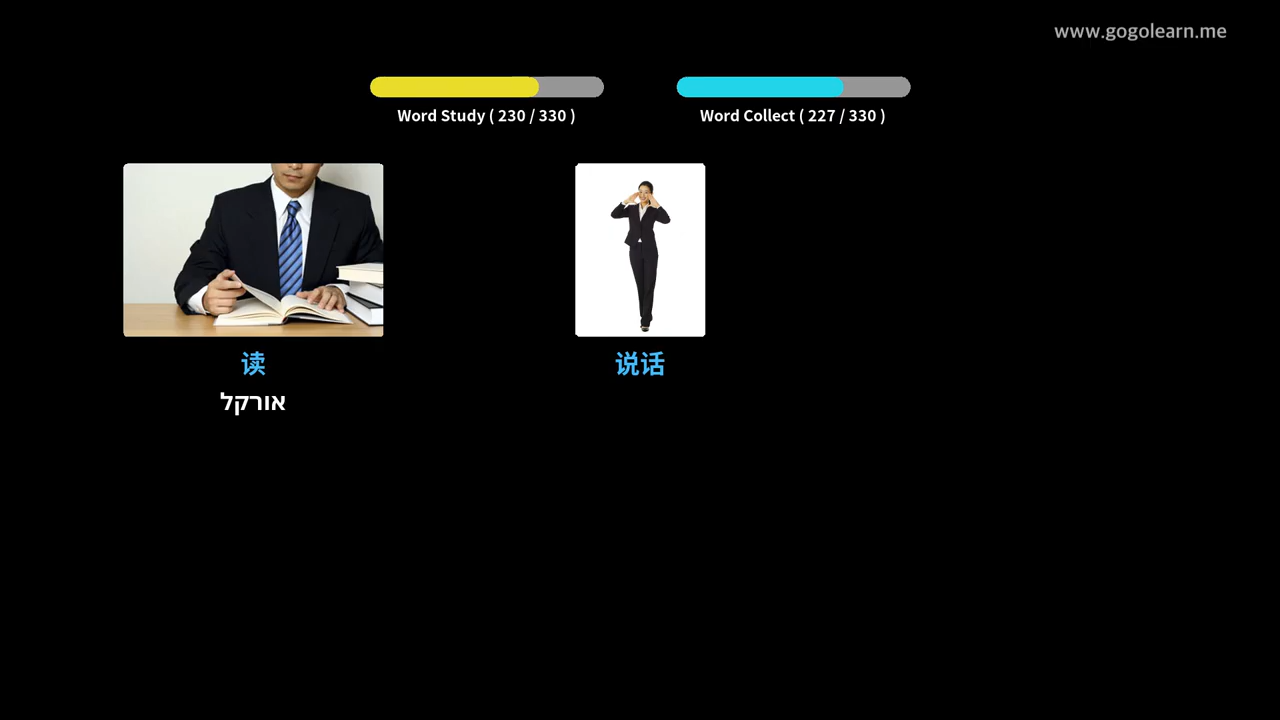 www.gogolearn.me
Word Study ( 230 / 330 )
Word Collect ( 227 / 330 )
读
说话
אורקל